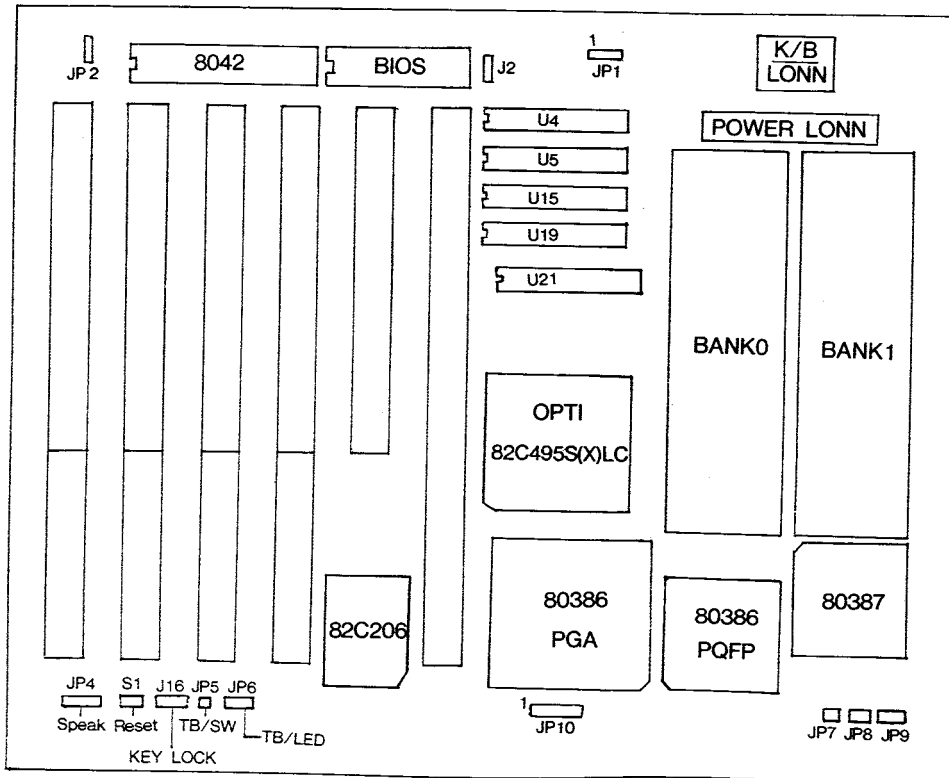 JP 2
8042
BIOS
J2
1
JP1
K/B
LONN
U4
POWER LONN
U5
U15
U19
U21
BANK0
BANK1
OPTI
82C495S(X)LC
82C206
80386
PGA
80386
PQFP
80387
JP4
S1
J16
JP5
JP6
Speak
Reset
TB/SW
TB/LED
KEY LOCK
1
JP10
JP7
JP8
JP9